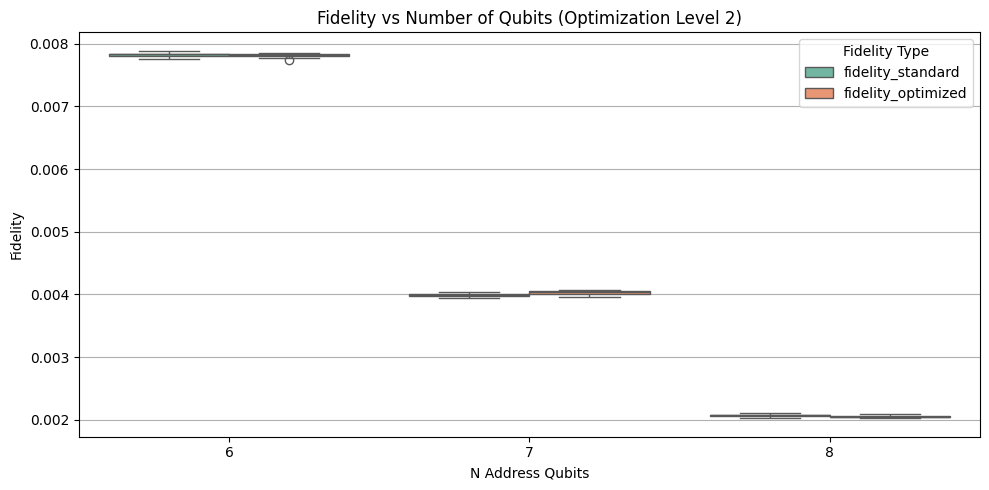 Fidelity vs Number of Qubits (Optimization Level 2)
Fidelity Type
fidelity_standard
fidelity_optimized
0.008
0.007
0.006
0.005
0.004
0.003
0.002
Fidelity
6
7
8
N Address Qubits